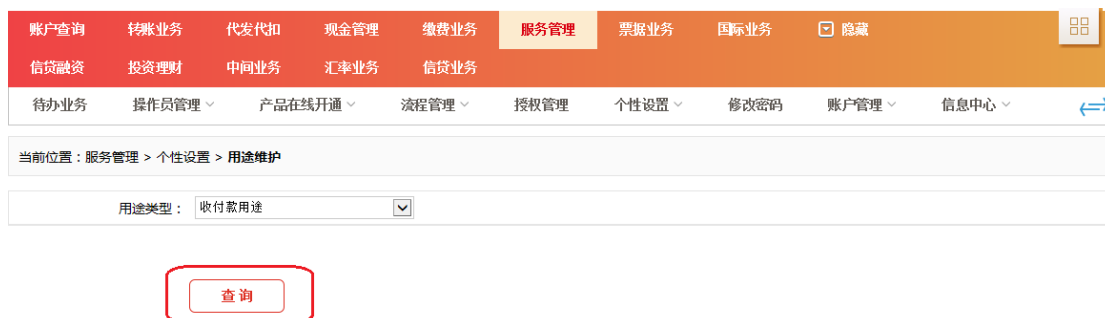 账户查询 转账业务 代发代扣 现金管理 缴费业务 服务管理 票据业务 国际业务 隐藏
信贷融资 投资理财 中间业务 汇率业务 信贷业务
待办业务 操作员管理 产品在线开通 流程管理 授权管理 个性设置 修改密码 账户管理 信息中心
当前位置：服务管理 > 个性设置 > 用途维护
用途类型： 收付款用途
查询